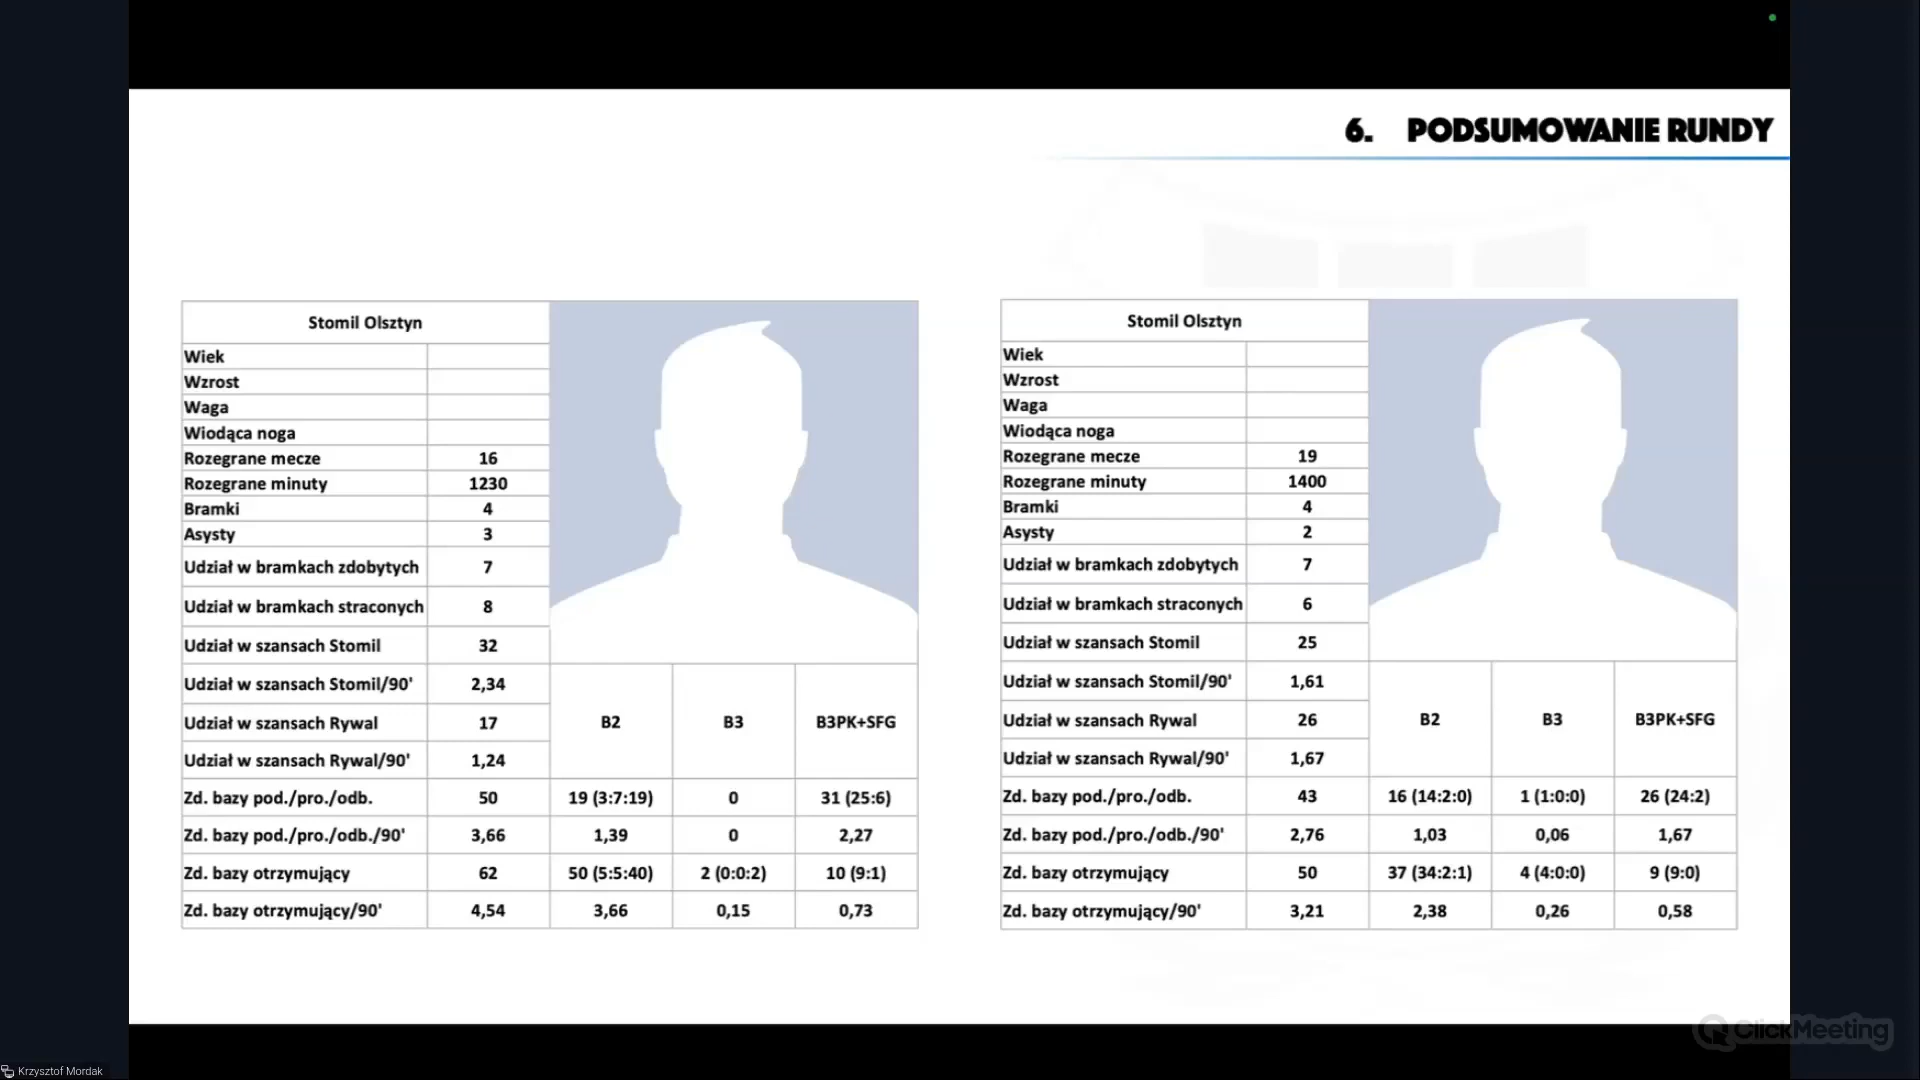 6. PODSUMOWANIE RUNDY
Stomil Olsztyn
Wiek
Wzrost
Waga
Wiodąca noga
Rozegrane mecze 16
Rozegrane minuty 1230
Bramki 4
Asysty 3
Udział w bramkach zdobytych 7
Udział w bramkach straconych 8
Udział w szansach Stomil 32
Udział w szansach Stomil/90' 2,34
Udział w szansach Rywal 17 B2 B3 B3PK+SFG
Udział w szansach Rywal/90' 1,24
Zd. bazy pod./pro./odb. 50 19 (3:7:19) 0 31 (25:6)
Zd. bazy pod./pro./odb./90' 3,66 1,39 0 2,27
Zd. bazy otrzymujący 62 50 (5:5:40) 2 (0:0:2) 10 (9:1)
Zd. bazy otrzymujący/90' 4,54 3,66 0,15 0,73
Stomil Olsztyn
Wiek
Wzrost
Waga
Wiodąca noga
Rozegrane mecze 19
Rozegrane minuty 1400
Bramki 4
Asysty 2
Udział w bramkach zdobytych 7
Udział w bramkach straconych 6
Udział w szansach Stomil 25
Udział w szansach Stomil/90' 1,61
Udział w szansach Rywal 26 B2 B3 B3PK+SFG
Udział w szansach Rywal/90' 1,67
Zd. bazy pod./pro./odb. 43 16 (14:2:0) 1 (1:0:0) 26 (24:2)
Zd. bazy pod./pro./odb./90' 2,76 1,03 0,06 1,67
Zd. bazy otrzymujący 50 37 (34:2:1) 4 (4:0:0) 9 (9:0)
Zd. bazy otrzymujący/90' 3,21 2,38 0,26 0,58
ClickMeeting
Krzysztof Mordak